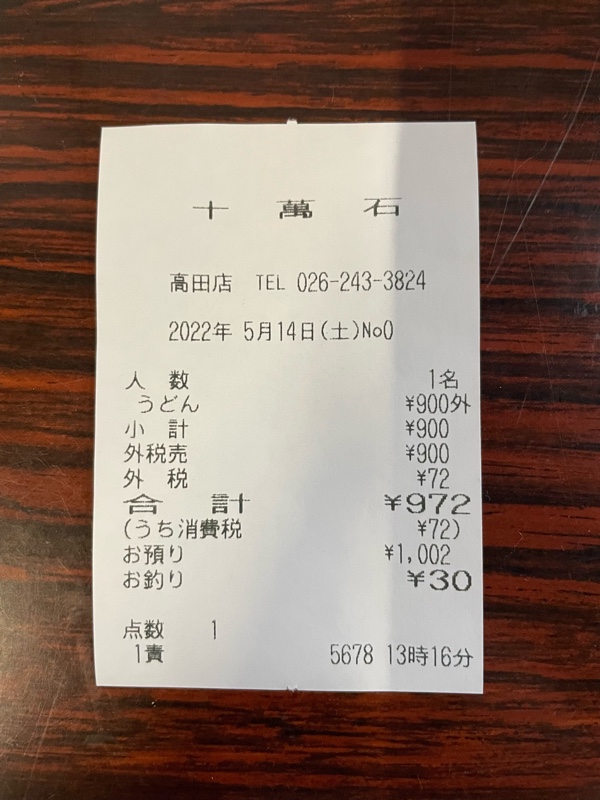 十 萬 石
高田店 TEL 026-243-3824
2022年 5月14日(土)No0
人 数 1名
うどん ¥900外
小 計 ¥900
外税売 ¥900
外 税 ¥72
合 計 ¥972
(うち消費税 ¥72)
お預り ¥1,002
お釣り ¥30
点数 1
1責 5678 13時16分